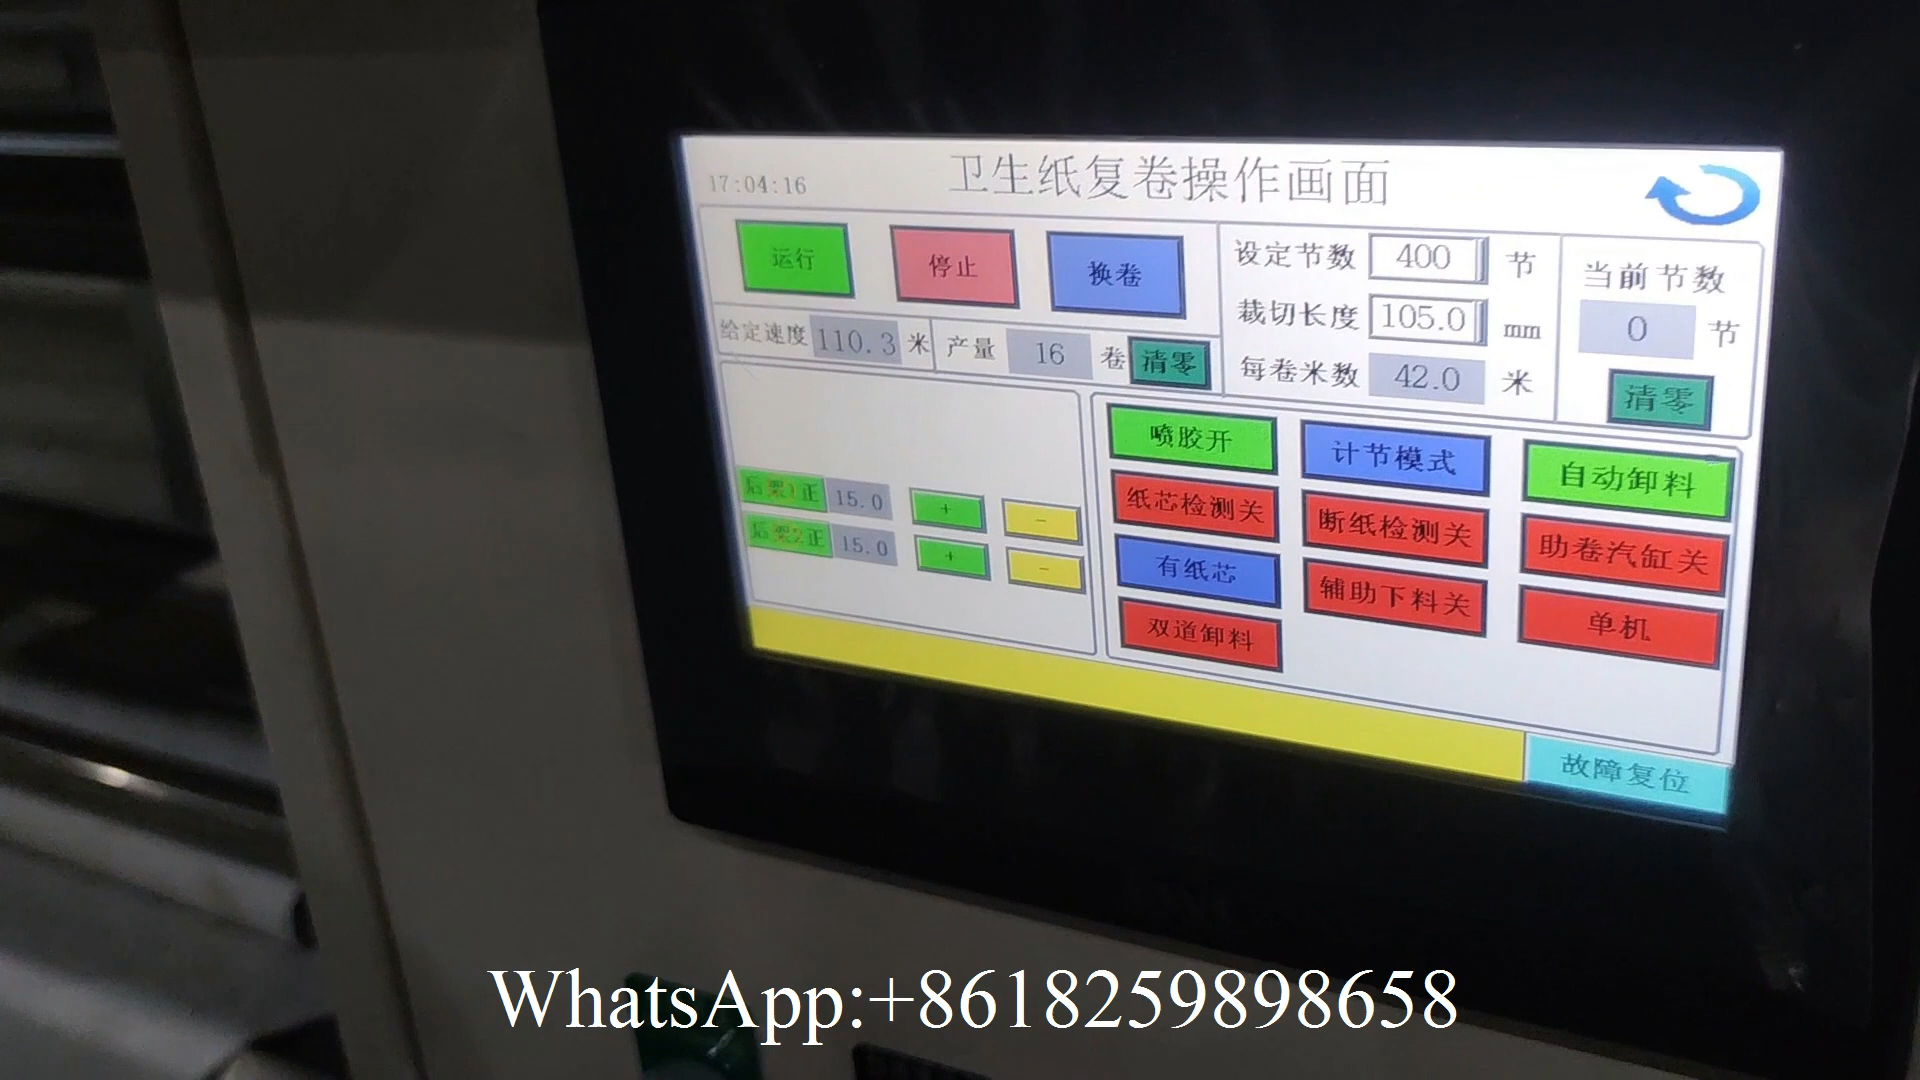 17:04:16
卫生纸复卷操作画面
运行
停止
换卷
设定节数 400 节
当前节数
裁切长度 105.0 mm
0 节
给定速度 110.3 米
产量 16 卷 清零
每卷米数 42.0 米
清零
喷胶开
计节模式
自动卸料
后架1正 15.0 + -
纸芯检测关
断纸检测关
助卷汽缸关
后架2正 15.0 + -
有纸芯
辅助下料关
单机
双道卸料
故障复位
WhatsApp:+8618259898658